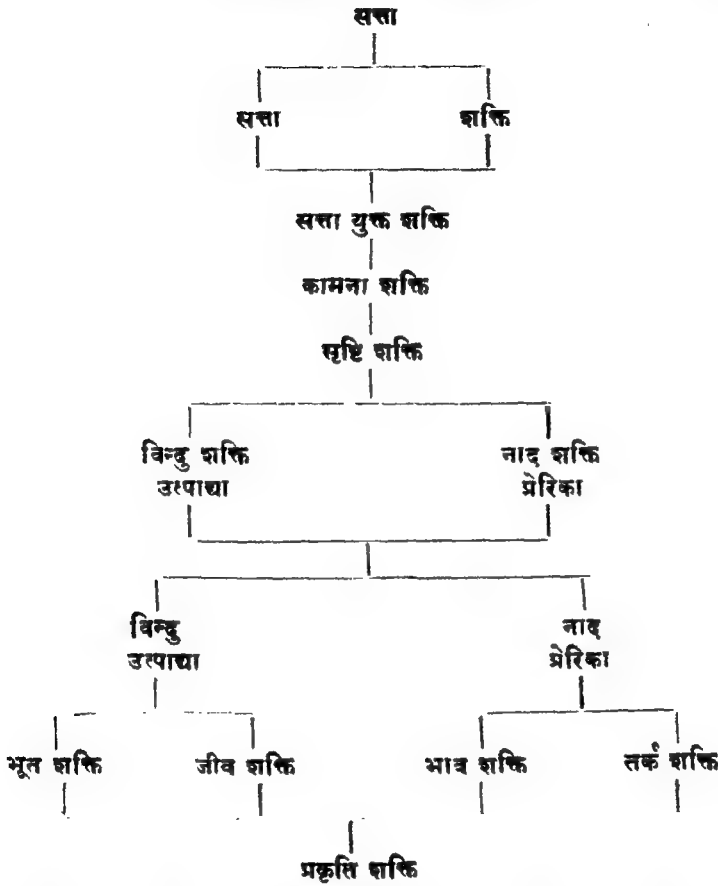 सत्ता
सत्ता शक्ति
सत्ता युक्त शक्ति
कामना शक्ति
सृष्टि शक्ति
विन्दु शक्ति नाद शक्ति
उत्पाद्या प्रेरिका
विन्दु नाद
उत्पाद्या प्रेरिका
भूत शक्ति जीव शक्ति भाव शक्ति तर्क शक्ति
प्रकृति शक्ति